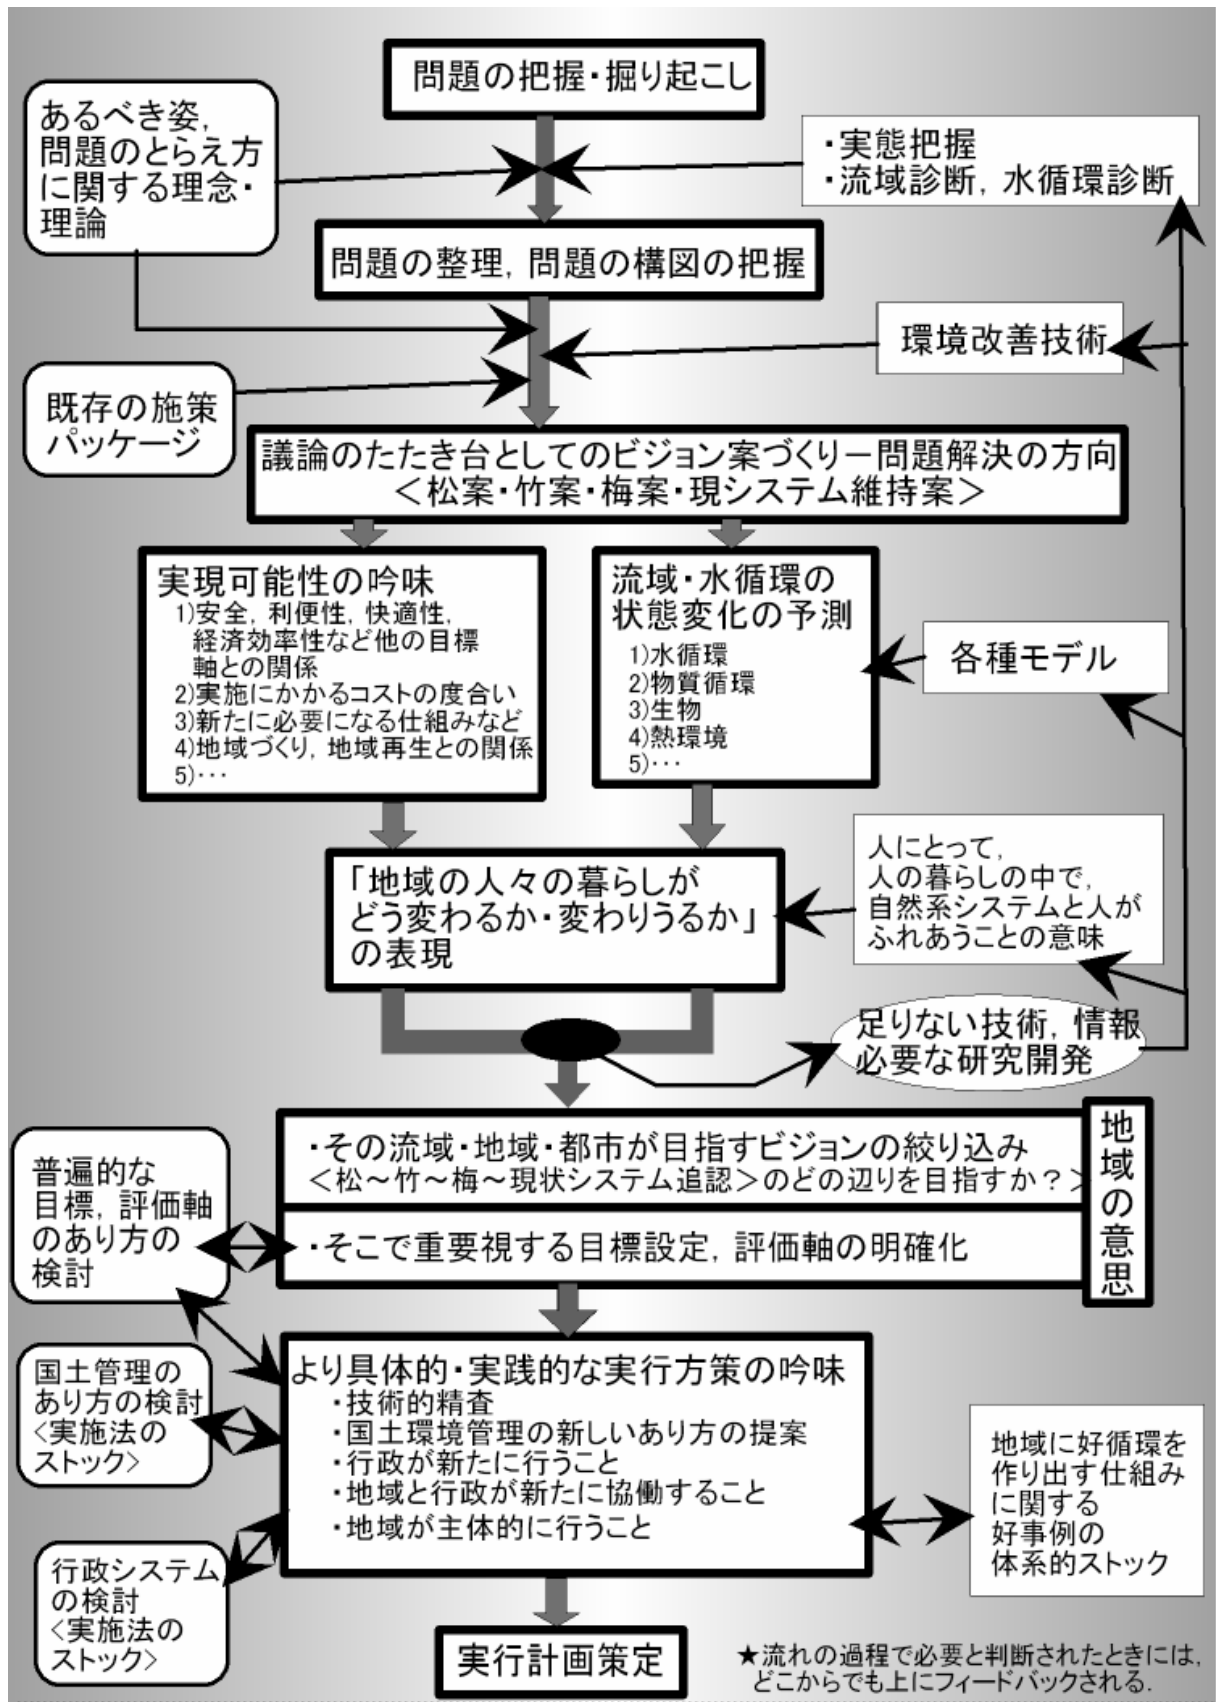 問題の把握・掘り起こし
あるべき姿,
問題のとらえ方
に関する理念・
理論
・実態把握
・流域診断, 水循環診断
問題の整理, 問題の構図の把握
環境改善技術
既存の施策
パッケージ
議論のたたき台としてのビジョン案づくり－問題解決の方向
＜松案・竹案・梅案・現システム維持案＞
実現可能性の吟味
1)安全, 利便性, 快適性,
経済効率性など他の目標
軸との関係
2)実施にかかるコストの度合い
3)新たに必要になる仕組みなど
4)地域づくり, 地域再生との関係
5)・・・
流域・水循環の
状態変化の予測
1)水循環
2)物質循環
3)生物
4)熱環境
5)・・・
各種モデル
「地域の人々の暮らしが
どう変わるか・変わりうるか」
の表現
人にとって,
人の暮らしの中で,
自然系システムと人が
ふれあうことの意味
足りない技術, 情報
必要な研究開発
・その流域・地域・都市が目指すビジョンの絞り込み
＜松～竹～梅～現状システム追認＞のどの辺りを目指すか？＞
・そこで重要視する目標設定, 評価軸の明確化
地域の意思
普遍的な
目標, 評価軸
のあり方の
検討
より具体的・実践的な実行方策の吟味
・技術的精査
・国土環境管理の新しいあり方の提案
・行政が新たに行うこと
・地域と行政が新たに協働すること
・地域が主体的に行うこと
国土管理の
あり方の検討
<実施法の
ストック>
行政システム
の検討
<実施法の
ストック>
地域に好循環を
作り出す仕組み
に関する
好事例の
体系的ストック
実行計画策定
★流れの過程で必要と判断されたときには,
どこからでも上にフィードバックされる.